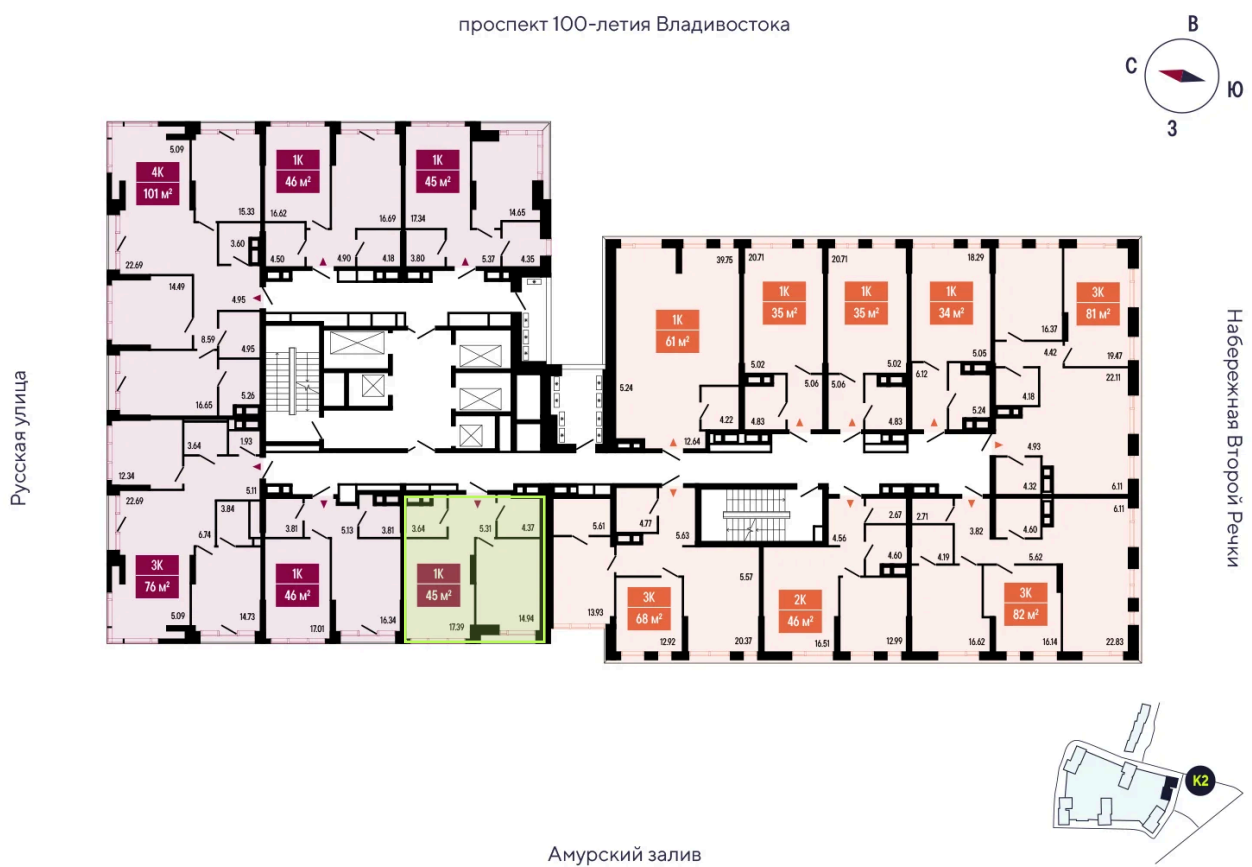 проспект 100-летия Владивостока
В
С
Ю
З
Русская улица
Набережная Второй Речки
5.09
4К
101 м²
15.33
3.60
22.69
14.49
4.95
8.59
4.95
16.65
5.26
1К
46 м²
16.62
16.69
4.50
4.90
4.18
1К
45 м²
17.34
14.65
3.80
5.37
4.35
3.64
1.93
12.34
22.69
5.11
3.84
6.74
3К
76 м²
5.09
14.73
3.81
5.13
3.81
1К
46 м²
17.01
16.34
3.64
5.31
4.37
1К
45 м²
17.39
14.94
39.75
1К
61 м²
5.24
4.22
12.64
20.71
1К
35 м²
5.02
5.06
4.83
20.71
1К
35 м²
5.02
5.06
4.83
18.29
1К
34 м²
5.05
6.12
5.24
3К
81 м²
16.37
4.42
19.47
22.11
4.18
4.93
4.32
6.11
5.61
4.77
5.63
5.57
3К
68 м²
13.93
12.92
20.37
2.67
4.56
4.60
2К
46 м²
16.51
12.99
2.71
3.82
4.60
6.11
4.19
5.62
3К
82 м²
16.62
16.14
22.83
К2
Амурский залив